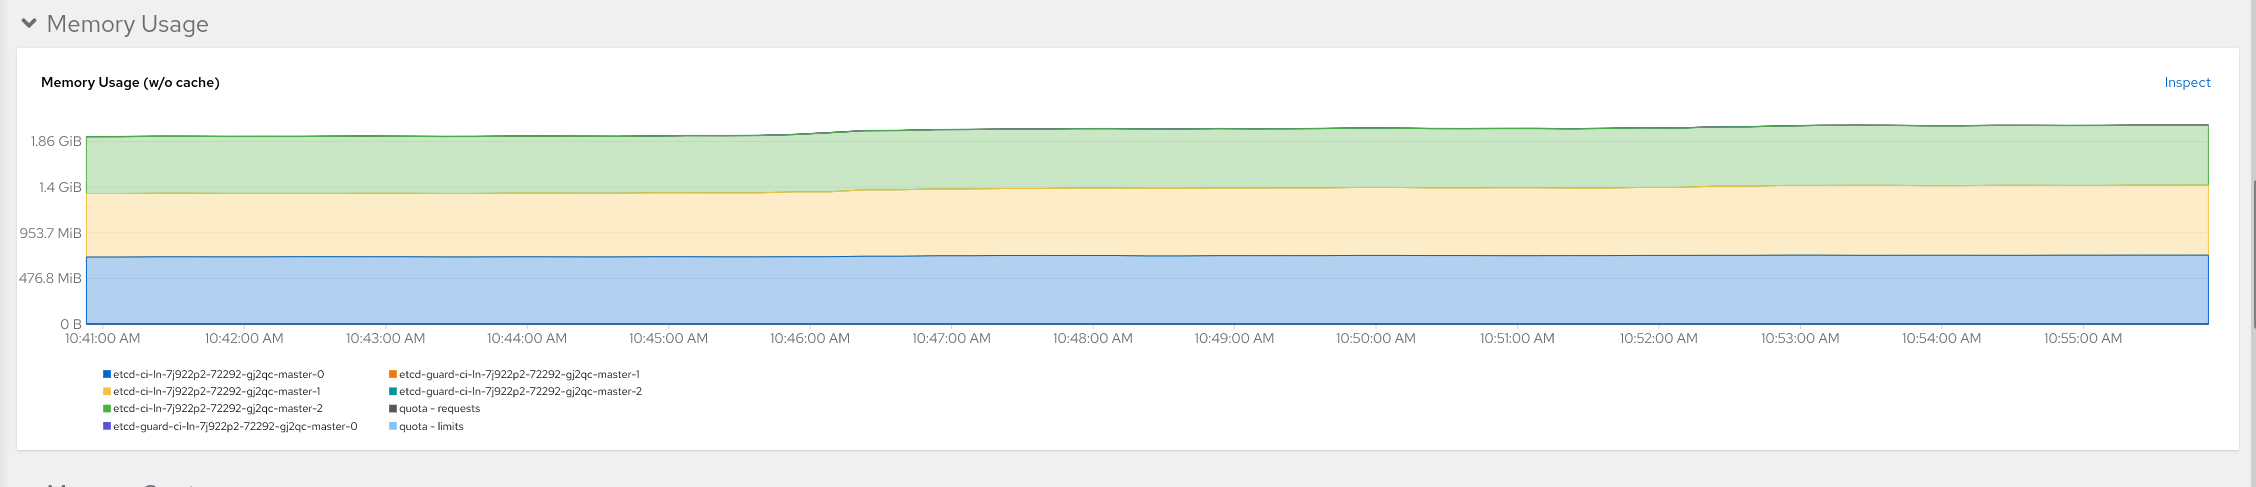 Memory Usage
Memory Usage (w/o cache)
Inspect
1.86 GiB
1.4 GiB
953.7 MiB
476.8 MiB
0 B
10:41:00 AM 10:42:00 AM 10:43:00 AM 10:44:00 AM 10:45:00 AM 10:46:00 AM 10:47:00 AM 10:48:00 AM 10:49:00 AM 10:50:00 AM 10:51:00 AM 10:52:00 AM 10:53:00 AM 10:54:00 AM 10:55:00 AM
etcd-ci-ln-7j922p2-72292-gj2qc-master-0
etcd-ci-ln-7j922p2-72292-gj2qc-master-1
etcd-ci-ln-7j922p2-72292-gj2qc-master-2
etcd-guard-ci-ln-7j922p2-72292-gj2qc-master-0
etcd-guard-ci-ln-7j922p2-72292-gj2qc-master-1
etcd-guard-ci-ln-7j922p2-72292-gj2qc-master-2
quota - requests
quota - limits